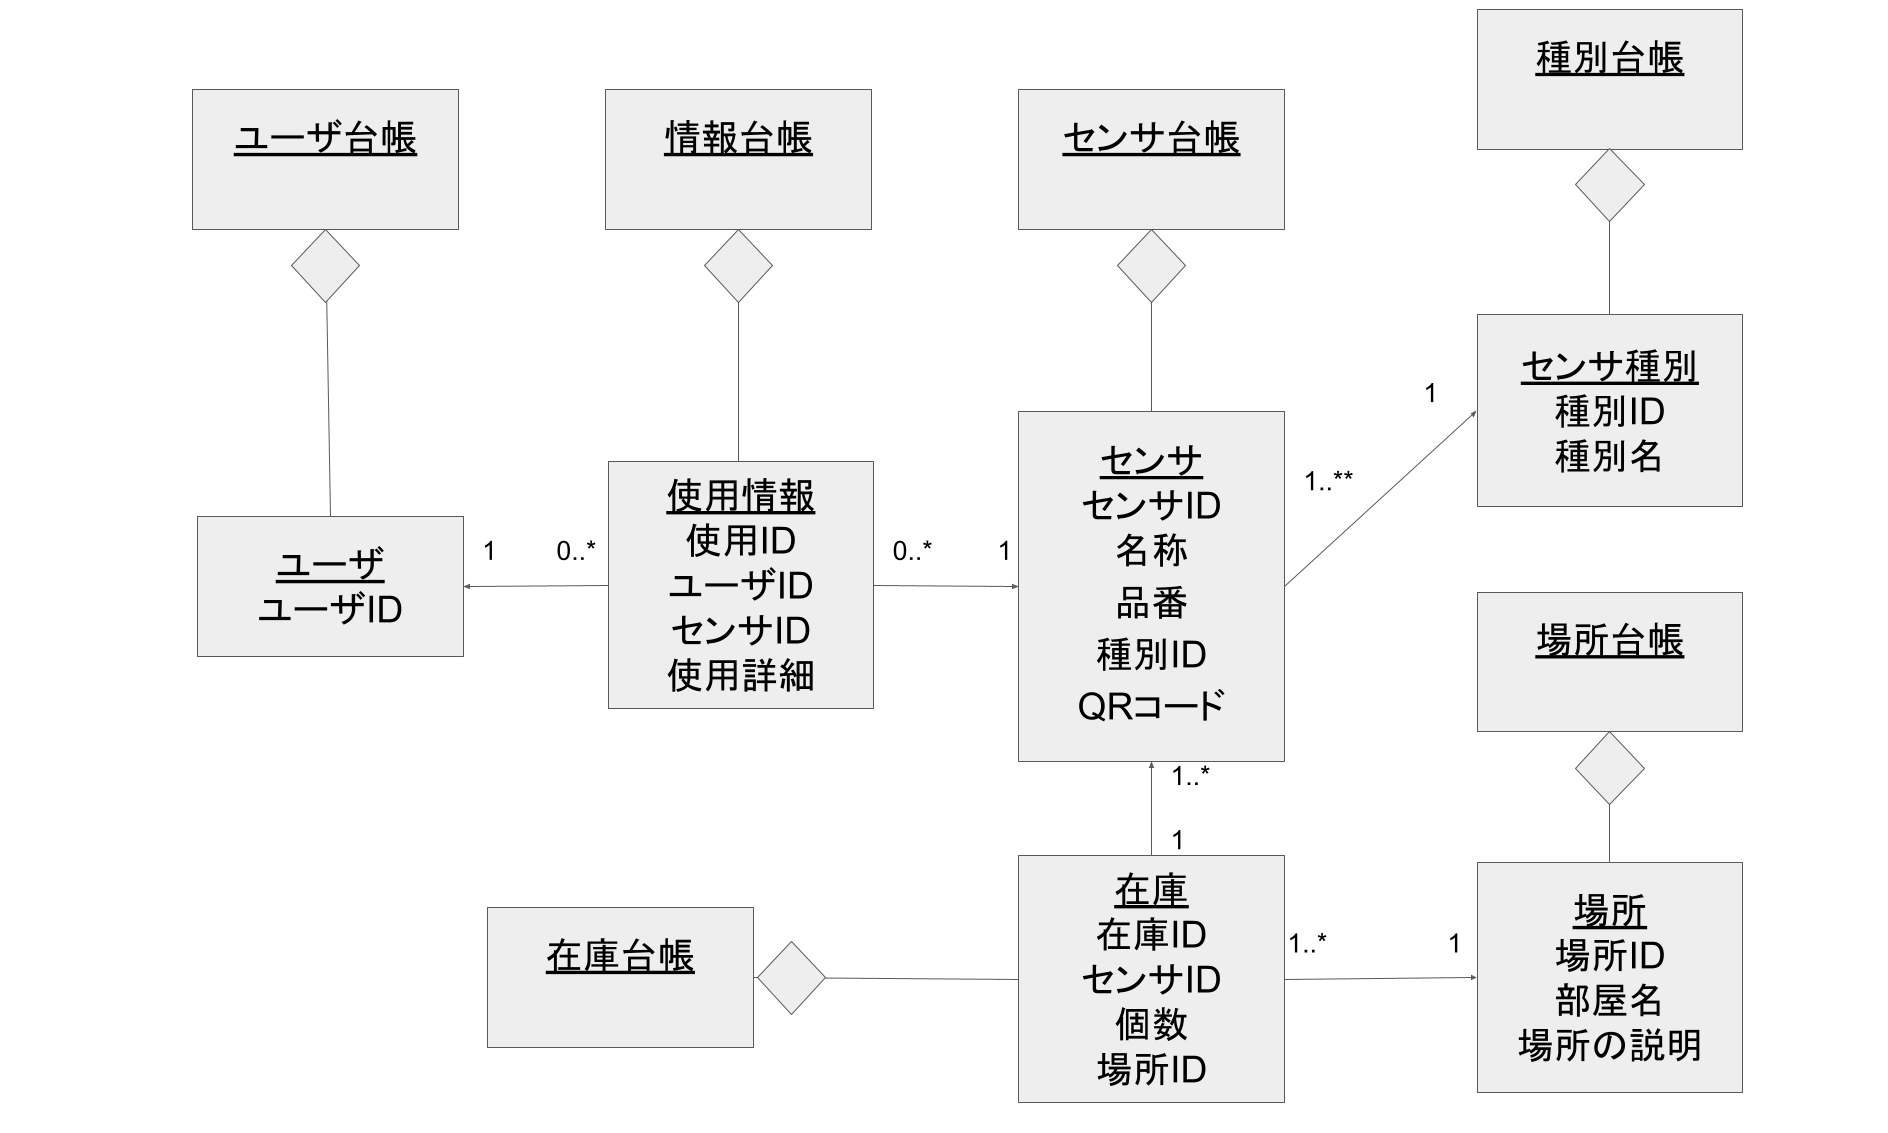 種別台帳
ユーザ台帳
情報台帳
センサ台帳
センサ種別
種別ID
種別名
1
1..**
センサ
センサID
名称
品番
種別ID
QRコード
使用情報
使用ID
ユーザID
センサID
使用詳細
ユーザ
ユーザID
1
0..*
0..*
1
場所台帳
1..*
1
在庫
在庫ID
センサID
個数
場所ID
在庫台帳
1..*
1
場所
場所ID
部屋名
場所の説明